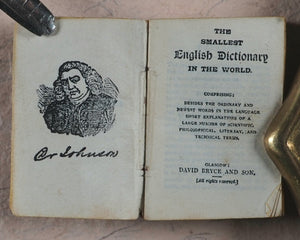 Dr Johnson
THE
SMALLEST
English Dictionary
IN THE WORLD.
COMPRISING:
BESIDES THE ORDINARY AND
NEWEST WORDS IN THE LANGUAGE
SHORT EXPLANATIONS OF A
LARGE NUMBER OF SCIENTIFIC,
PHILOSOPHICAL, LITERARY, AND
TECHNICAL TERMS.
GLASGOW:
DAVID BRYCE AND SON,
[All rights reserved.]